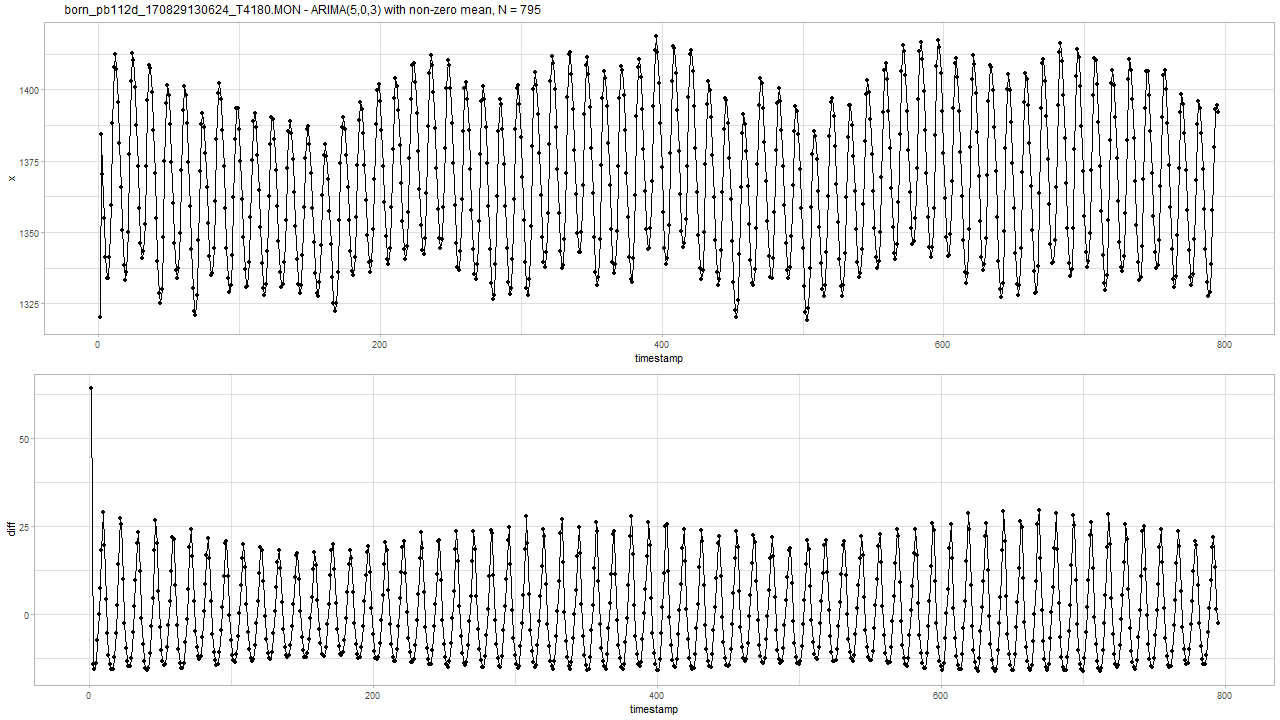 born_pb112d_170829130624_T4180.MON - ARIMA(5,0,3) with non-zero mean, N = 795
1400
1375
x
1350
1325
0 200 400 600 800
timestamp
50
25
diff
0
0 200 400 600 800
timestamp